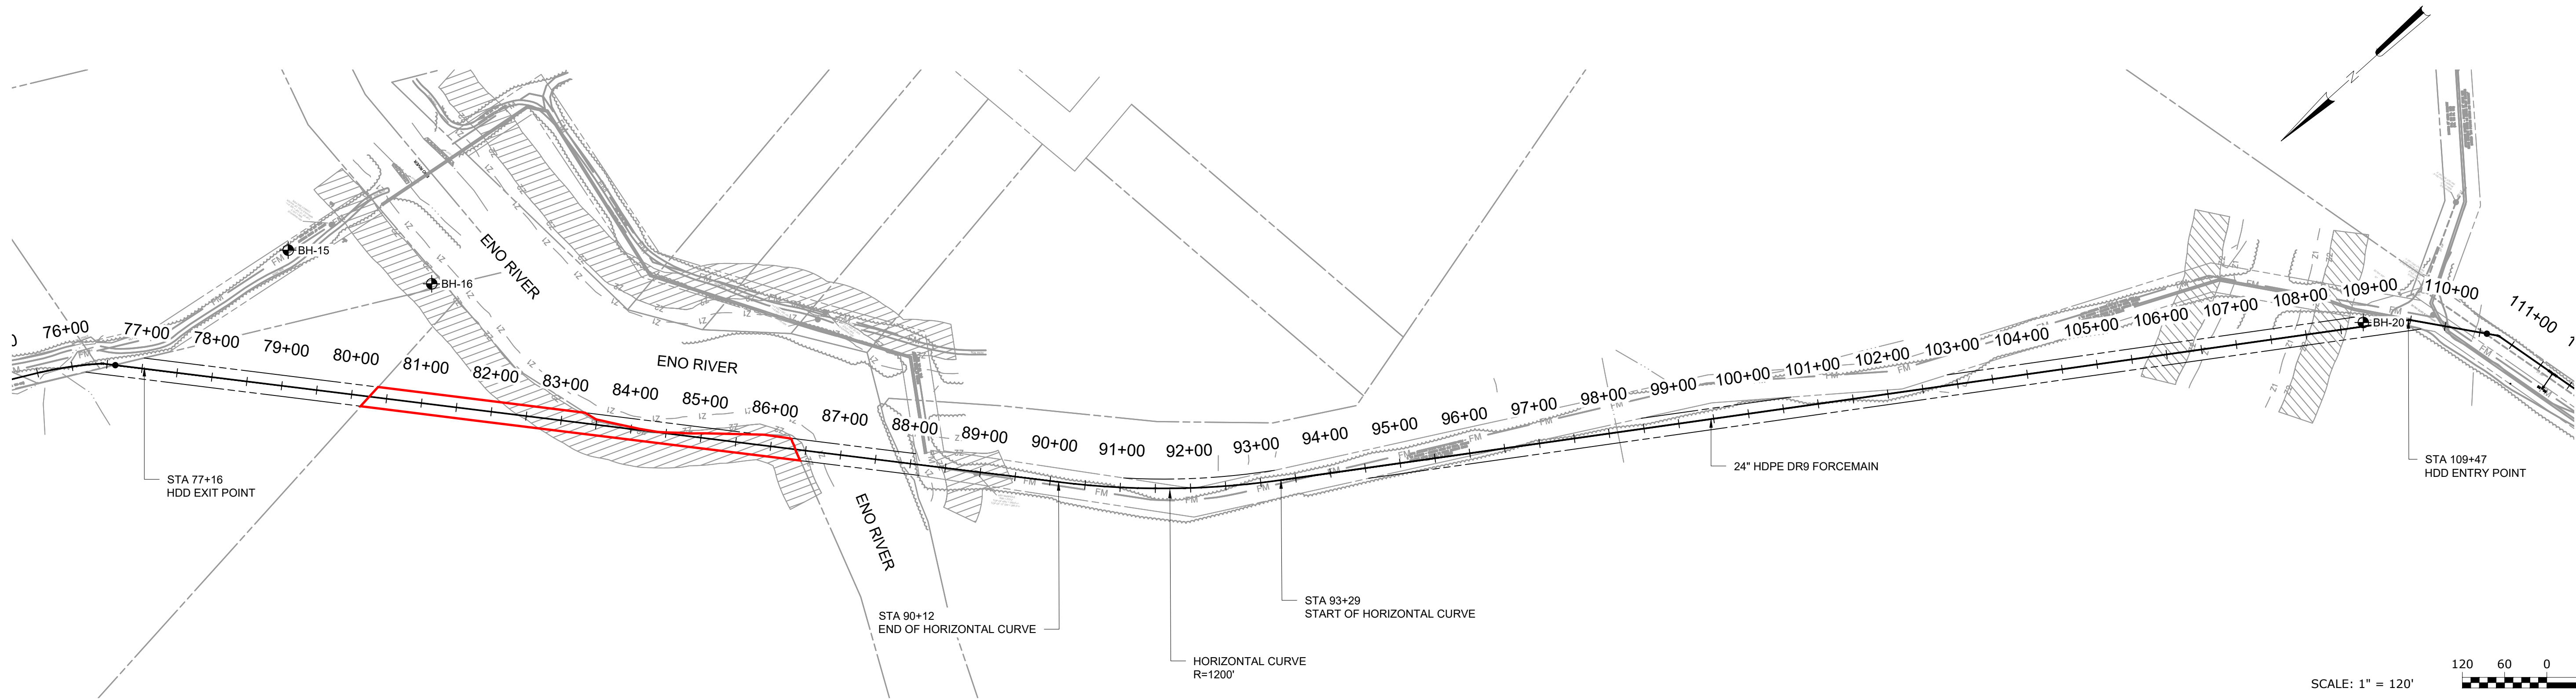 BH-15
BH-16
ENO RIVER
ENO RIVER
ENO RIVER
BH-20
76+00
77+00
78+00
79+00
80+00
81+00
82+00
83+00
84+00
85+00
86+00
87+00
88+00
89+00
90+00
91+00
92+00
93+00
94+00
95+00
96+00
97+00
98+00
99+00
100+00
101+00
102+00
103+00
104+00
105+00
106+00
107+00
108+00
109+00
110+00
111+00
STA 77+16
HDD EXIT POINT
STA 90+12
END OF HORIZONTAL CURVE
HORIZONTAL CURVE
R=1200'
STA 93+29
START OF HORIZONTAL CURVE
24" HDPE DR9 FORCEMAIN
STA 109+47
HDD ENTRY POINT
SCALE: 1" = 120'
120 60 0